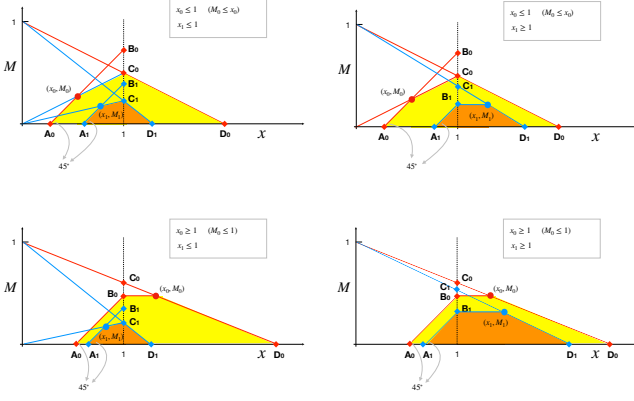 x₀ ≤ 1 (M₀ ≤ x₀)
x₁ ≤ 1
1
M
B₀
C₀
B₁
C₁
(x₀, M₀)
(x₁, M₁)
A₀ A₁ 1 D₁ D₀ x
45°
x₀ ≤ 1 (M₀ ≤ x₀)
x₁ ≥ 1
1
M
B₀
C₀
C₁
B₁
(x₀, M₀)
(x₁, M₁)
A₀ A₁ 1 D₁ D₀ x
45°
x₀ ≥ 1 (M₀ ≤ 1)
x₁ ≤ 1
1
M
C₀
B₀
B₁
C₁
(x₀, M₀)
(x₁, M₁)
A₀ A₁ 1 D₁ x D₀
45°
x₀ ≥ 1 (M₀ ≤ 1)
x₁ ≥ 1
1
M
C₀
C₁
B₀
B₁
(x₀, M₀)
(x₁, M₁)
A₀ A₁ 1 D₁ D₀ x
45°